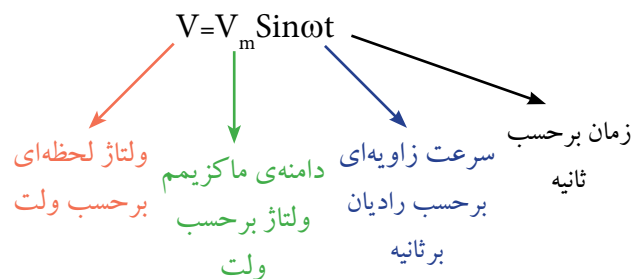 V=VₘSinωt
ولتاژ لحظه‌ای
برحسب ولت
دامنه‌ی ماکزیمم
ولتاژ برحسب
ولت
سرعت زاویه‌ای
برحسب رادیان
برثانیه
زمان برحسب
ثانیه